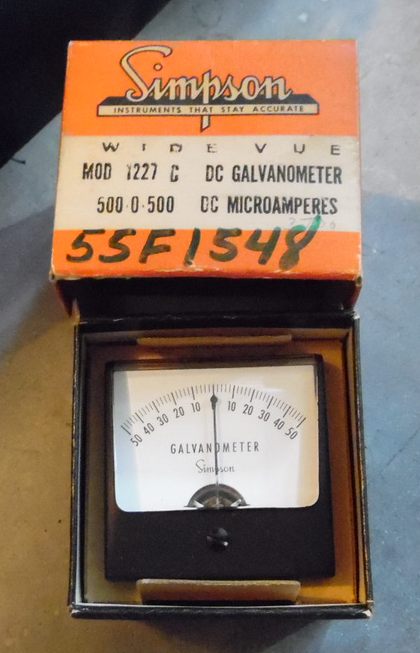 Simpson
INSTRUMENTS THAT STAY ACCURATE
WIDE VUE
MOD 1227 C DC GALVANOMETER
500-0-500 DC MICROAMPERES
55F1548
50 40 30 20 10 0 10 20 30 40 50
GALVANOMETER
Simpson